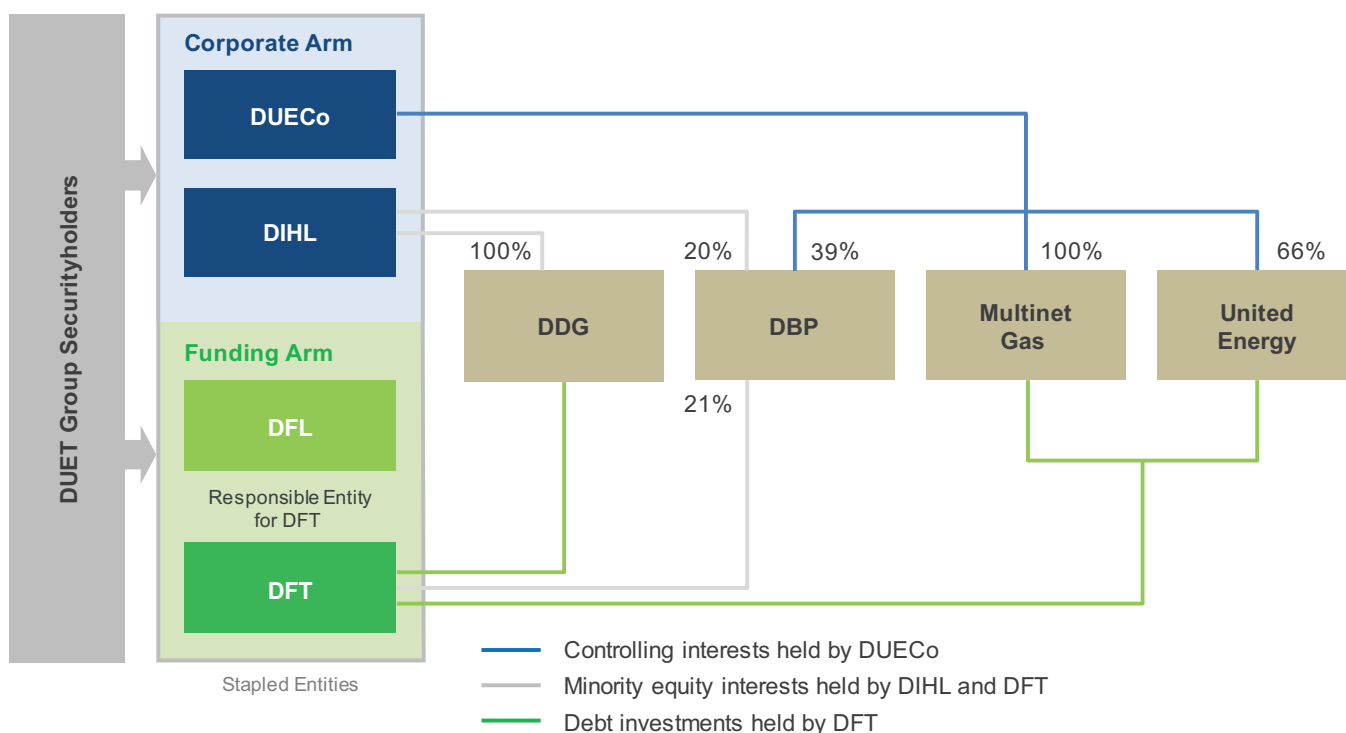 DUET Group Securityholders
Corporate Arm
DUECo
DIHL
Funding Arm
DFL
Responsible Entity
for DFT
DFT
Stapled Entities
100%
20%
39%
100%
66%
DDG
DBP
Multinet
Gas
United
Energy
21%
Controlling interests held by DUECo
Minority equity interests held by DIHL and DFT
Debt investments held by DFT